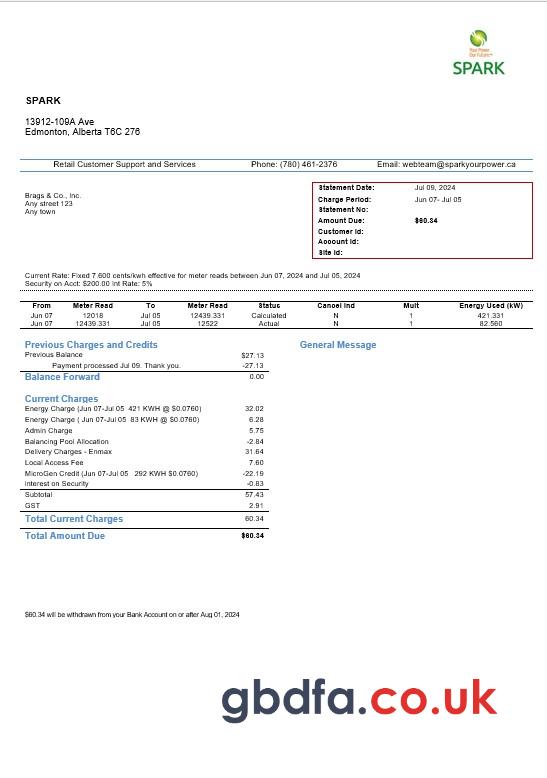 Your Power
Our Future™
SPARK
SPARK
13912-109A Ave
Edmonton, Alberta T6C 276
Retail Customer Support and Services Phone: (780) 461-2376 Email: webteam@sparkyourpower.ca
Brags & Co., Inc.
Any street 123
Any town
Statement Date: Jul 09, 2024
Charge Period: Jun 07- Jul 05
Statement No:
Amount Due: $60.34
Customer Id:
Account Id:
Site Id:
Current Rate: Fixed 7.600 cents/kwh effective for meter reads between Jun 07, 2024 and Jul 05, 2024
Security on Acct: $200.00 Int Rate: 5%
From Meter Read To Meter Read Status Cancel Ind Mult Energy Used (kW)
Jun 07 12018 Jul 05 12439.331 Calculated N 1 421.331
Jun 07 12439.331 Jul 05 12522 Actual N 1 82.560
Previous Charges and Credits
Previous Balance $27.13
Payment processed Jul 09. Thank you. -27.13
Balance Forward 0.00
General Message
Current Charges
Energy Charge (Jun 07-Jul 05 421 KWH @ $0.0760) 32.02
Energy Charge ( Jun 07-Jul 05 83 KWH @ $0.0760) 6.28
Admin Charge 5.75
Balancing Pool Allocation -2.84
Delivery Charges - Enmax 31.64
Local Access Fee 7.60
MicroGen Credit (Jun 07-Jul 05 292 KWH $0.0760) -22.19
Interest on Security -0.83
Subtotal 57.43
GST 2.91
Total Current Charges 60.34
Total Amount Due $60.34
$60.34 will be withdrawn from your Bank Account on or after Aug 01, 2024
gbdfa.co.uk